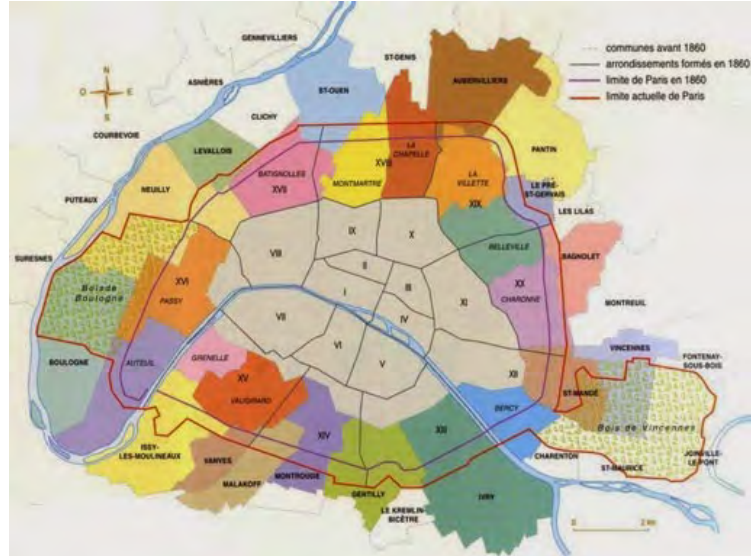 GENNEVILLIERS
ST-DENIS
communes avant 1860
arrondissements formés en 1860
limite de Paris en 1860
limite actuelle de Paris
N
O
E
S
ASNIÈRES
ST-OUEN
AUBERVILLIERS
CLICHY
COURBEVOIE
LEVALLOIS
LA
CHAPELLE
PANTIN
BATIGNOLLES
XVII
MONTMARTRE
XVIII
LA
VILLETTE
XIX
NEUILLY
LE PRÉ-
ST-GERVAIS
PUTEAUX
LES LILAS
SURESNES
VIII
IX
X
BELLEVILLE
BAGNOLET
Bois de
Boulogne
XVI
PASSY
II
I
III
IV
XI
XX
CHARONNE
MONTREUIL
VII
VI
V
BOULOGNE
AUTEUIL
GRENELLE
XII
VINCENNES
FONTENAY-
SOUS-BOIS
ST-MANDÉ
XV
VAUGIRARD
BERCY
Bois de Vincennes
XIV
XIII
ISSY-
LES-MOULINEAUX
VANVES
MALAKOFF
MONTROUGE
GENTILLY
CHARENTON
ST-MAURICE
JOINVILLE-
LE-PONT
LE KREMLIN-
BICÊTRE
IVRY
0
2 km